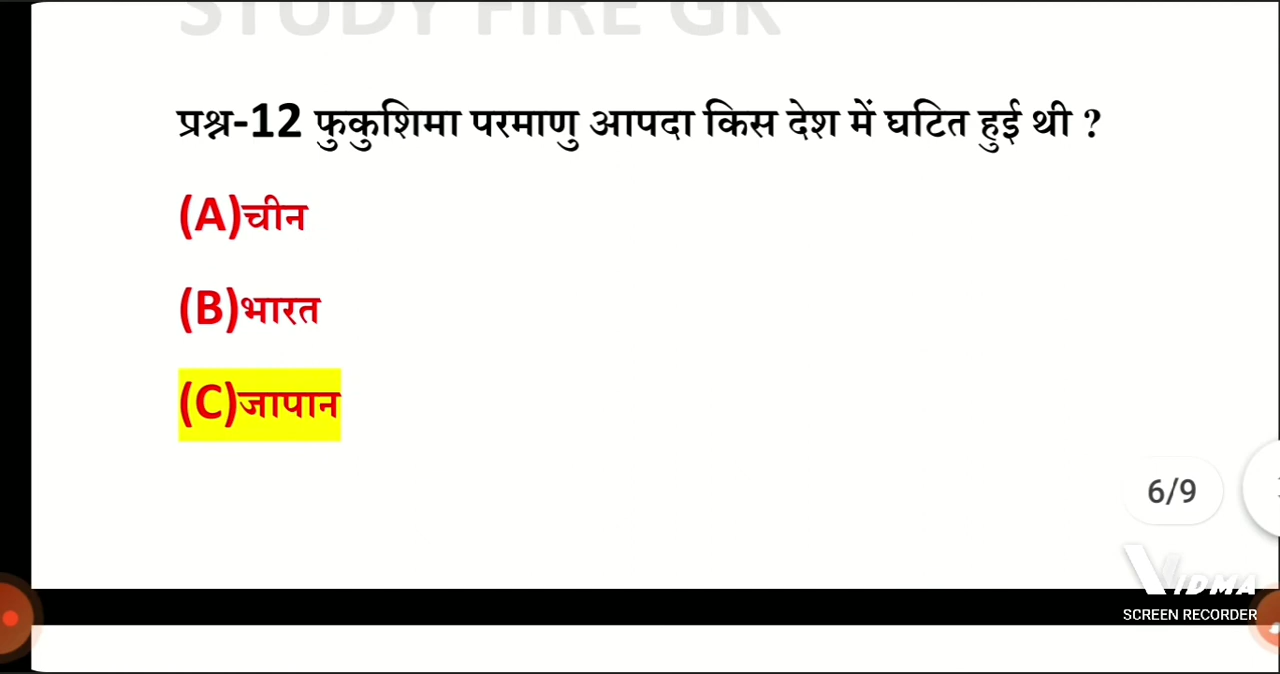 STUDY FIRE GK
प्रश्न-12 फुकुशिमा परमाणु आपदा किस देश में घटित हुई थी ?
(A)चीन
(B)भारत
(C)जापान
6/9
VIDMA
SCREEN RECORDER